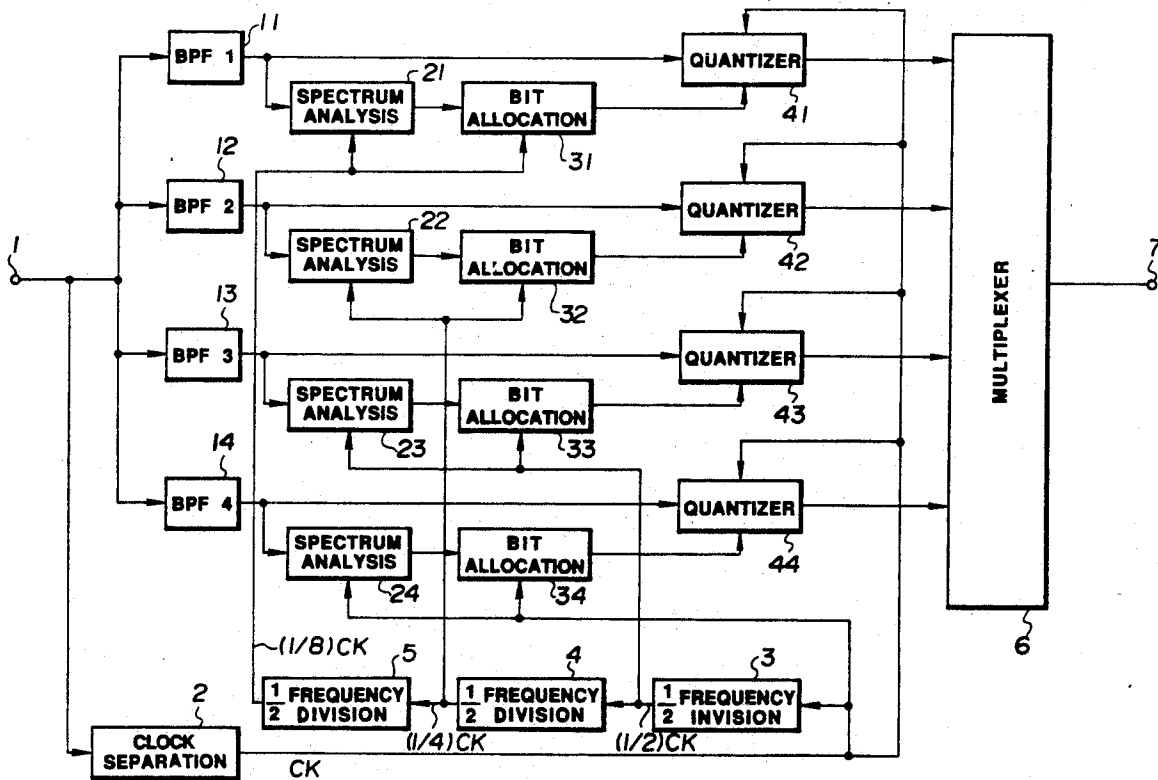 11
BPF 1
21
SPECTRUM
ANALYSIS
BIT
ALLOCATION
31
QUANTIZER
41
12
BPF 2
22
SPECTRUM
ANALYSIS
BIT
ALLOCATION
32
QUANTIZER
42
1
13
BPF 3
SPECTRUM
ANALYSIS
23
BIT
ALLOCATION
33
QUANTIZER
43
14
BPF 4
SPECTRUM
ANALYSIS
24
BIT
ALLOCATION
34
QUANTIZER
44
MULTIPLEXER
6
7
(1/8)CK
5
1/2 FREQUENCY
DIVISION
(1/4)CK
4
1/2 FREQUENCY
DIVISION
(1/2)CK
3
1/2 FREQUENCY
INVISION
2
CLOCK
SEPARATION
CK